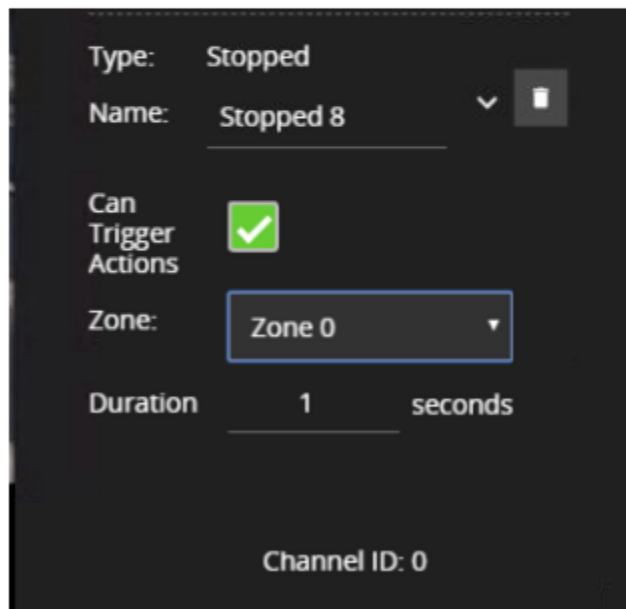 Type: Stopped
Name: Stopped 8
Can
Trigger
Actions
Zone: Zone 0
Duration 1 seconds
Channel ID: 0